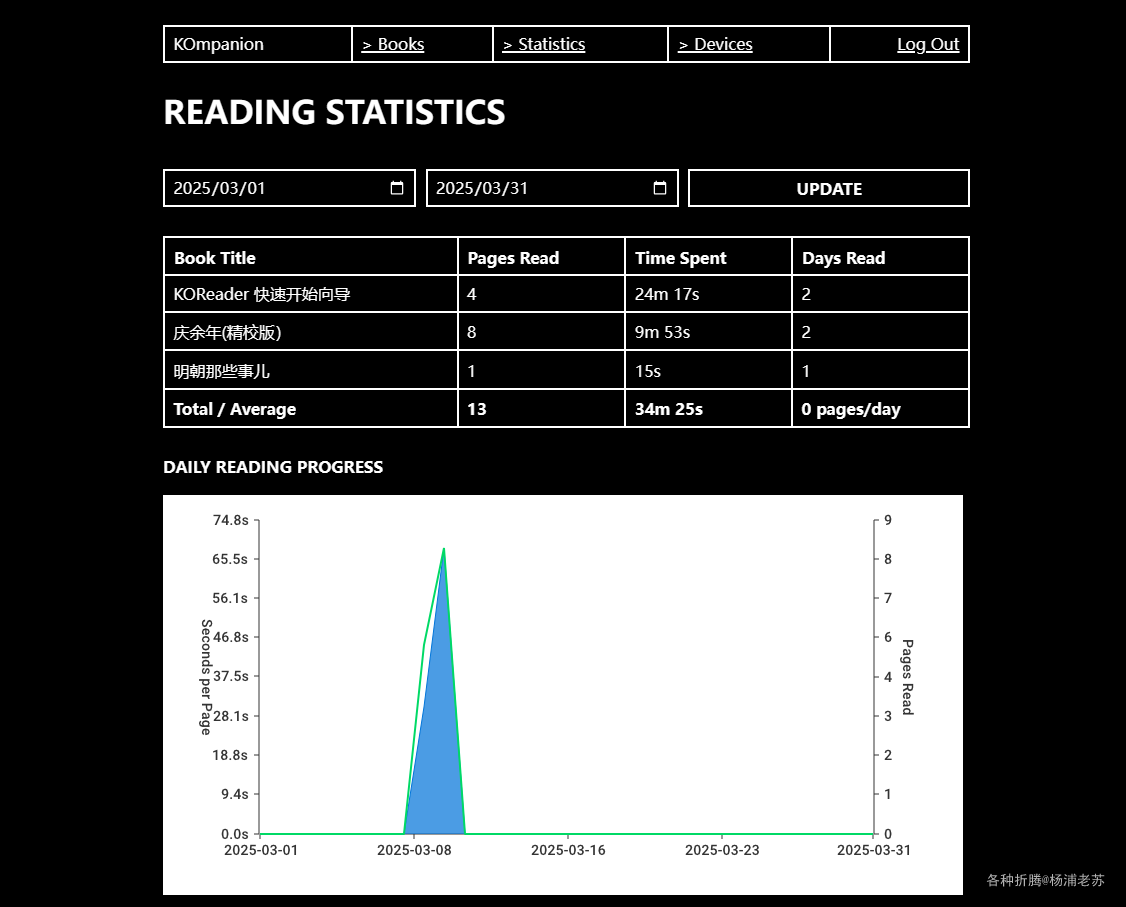 KOmpanion > Books > Statistics > Devices Log Out
READING STATISTICS
2025/03/01 2025/03/31 UPDATE
Book Title Pages Read Time Spent Days Read
KOReader 快速开始向导 4 24m 17s 2
庆余年(精校版) 8 9m 53s 2
明朝那些事儿 1 15s 1
Total / Average 13 34m 25s 0 pages/day
DAILY READING PROGRESS
74.8s 9
65.5s 8
56.1s 7
46.8s 6
37.5s 4
28.1s 3
18.8s 2
9.4s 1
0.0s 0
Seconds per Page
Pages Read
2025-03-01 2025-03-08 2025-03-16 2025-03-23 2025-03-31
各种折腾@杨浦老苏